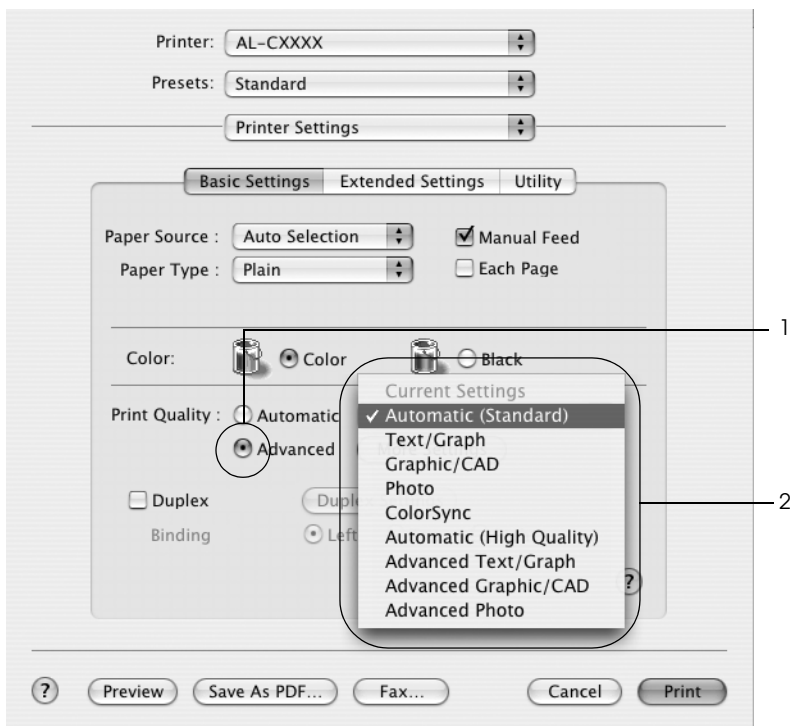 Printer: AL-CXXXX
Presets: Standard
Printer Settings
Basic Settings Extended Settings Utility
Paper Source : Auto Selection Manual Feed
Paper Type : Plain Each Page
1
Color: Color Black
Current Settings
Print Quality : Automatic ✓ Automatic (Standard)
Advanced Text/Graph
Graphic/CAD
Photo
2
Duplex ColorSync
Binding Left Automatic (High Quality)
Advanced Text/Graph
Advanced Graphic/CAD
?
Advanced Photo
? Preview Save As PDF... Fax... Cancel Print